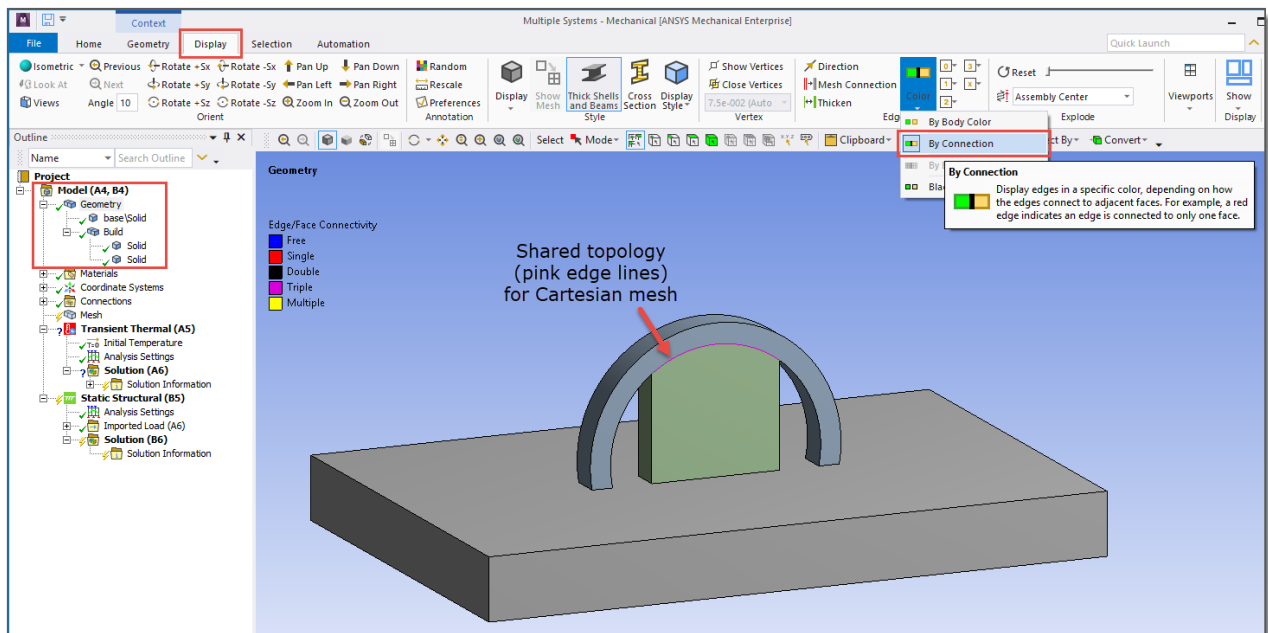 M
Context
Multiple Systems - Mechanical [ANSYS Mechanical Enterprise]
File Home Geometry Display Selection Automation
Quick Launch
Isometric Previous Rotate +Sx Rotate -Sx Pan Up Pan Down Random Show Vertices Direction Reset
Look At Next Rotate +Sy Rotate -Sy Pan Left Pan Right Rescale Close Vertices Mesh Connection Assembly Center
Views Angle 10 Rotate +Sz Rotate -Sz Zoom In Zoom Out Preferences 7.5e-002 (Auto Thicken
Display Show Mesh Thick Shells and Beams Cross Section Display Style Color 0 3 1 x 2 Viewports Show
Orient Annotation Style Vertex Edg Explode Display
Outline
Name Search Outline
Select Mode Clipboard ct By Convert
By Body Color
By Connection
By
Bla
By Connection
Display edges in a specific color, depending on how
the edges connect to adjacent faces. For example, a red
edge indicates an edge is connected to only one face.
Project
Model (A4, B4)
Geometry
base\Solid
Build
Solid
Solid
Materials
Coordinate Systems
Connections
Mesh
Transient Thermal (A5)
Initial Temperature
Analysis Settings
Solution (A6)
Solution Information
Static Structural (B5)
Analysis Settings
Imported Load (A6)
Solution (B6)
Solution Information
Geometry
Edge/Face Connectivity
Free
Single
Double
Triple
Multiple
Shared topology
(pink edge lines)
for Cartesian mesh